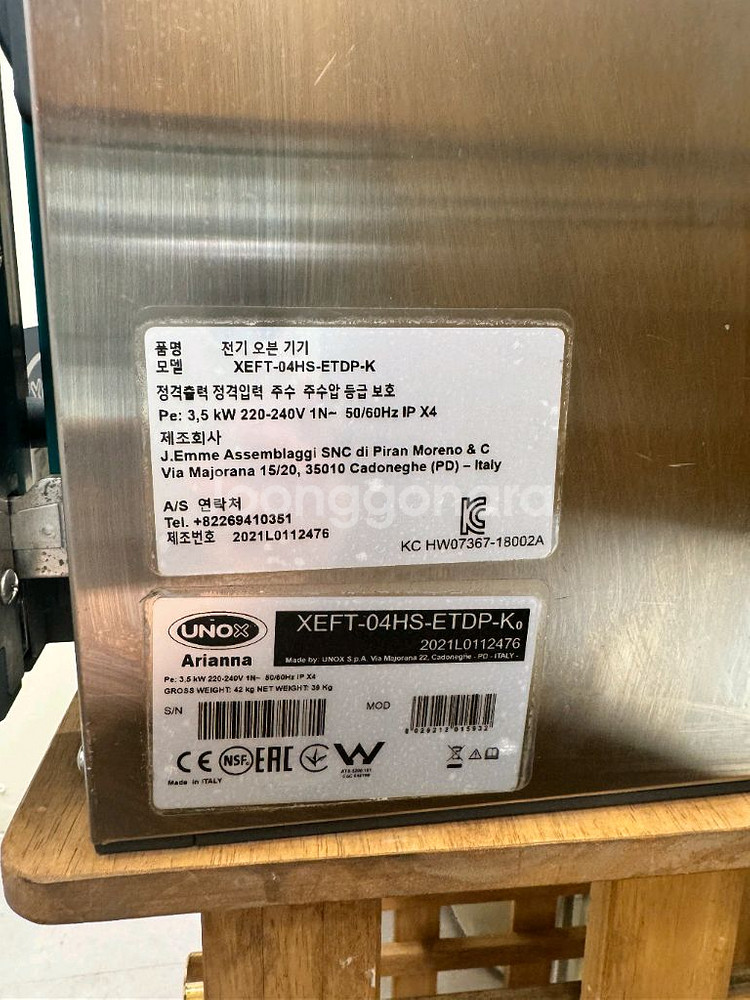 품명 전기 오븐 기기
모델 XEFT-04HS-ETDP-K
정격출력 정격입력 주수 주수압 등급 보호
Pe: 3,5 kW 220-240V 1N~ 50/60Hz IP X4
제조회사
J.Emme Assemblaggi SNC di Piran Moreno & C
Via Majorana 15/20, 35010 Cadoneghe (PD) – Italy
joonggonara
A/S 연락처
Tel. +82269410351
제조번호 2021L0112476
KC HW07367-18002A
UNOX
Arianna
XEFT-04HS-ETDP-K₀
2021L0112476
Made by: UNOX S.p.A. Via Majorana 22, Cadoneghe - PD - ITALY -
Pe: 3,5 kW 220-240V 1N~ 50/60Hz IP X4
GROSS WEIGHT: 42 kg NET WEIGHT: 39 Kg
S/N
MOD
CE NSF. EAC
Made in ITALY